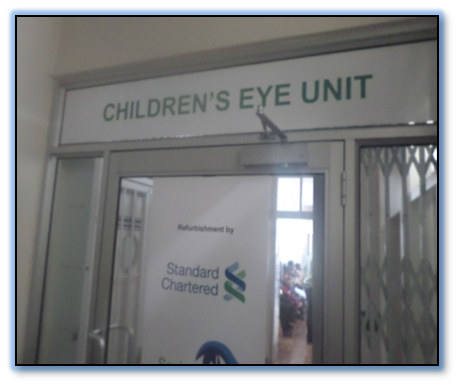 CHILDREN'S EYE UNIT
Refurbishment by
Standard
Chartered